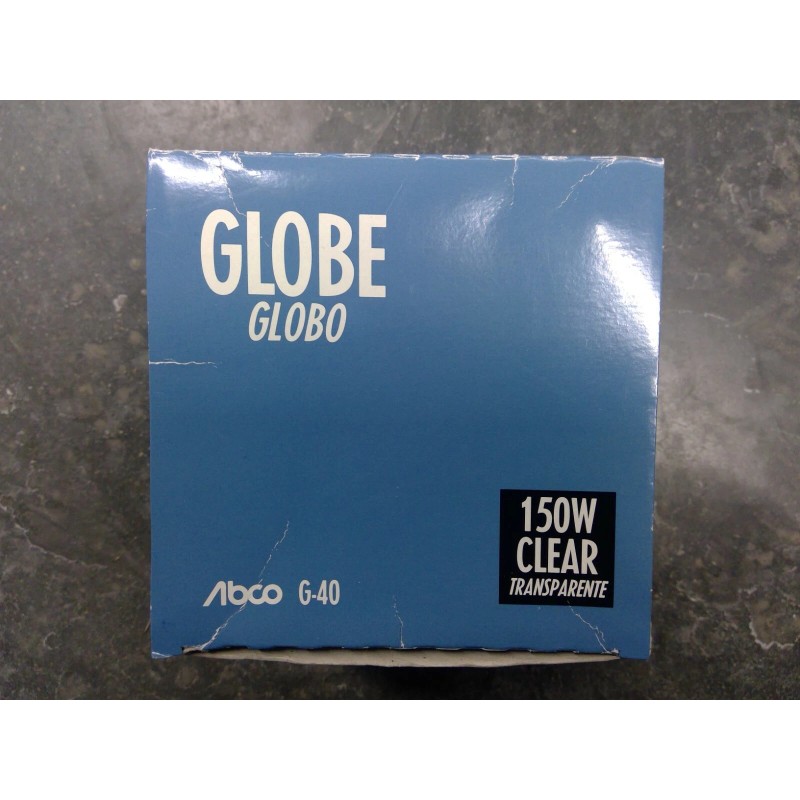 GLOBE
GLOBO
150W
CLEAR
TRANSPARENTE
Abco G-40